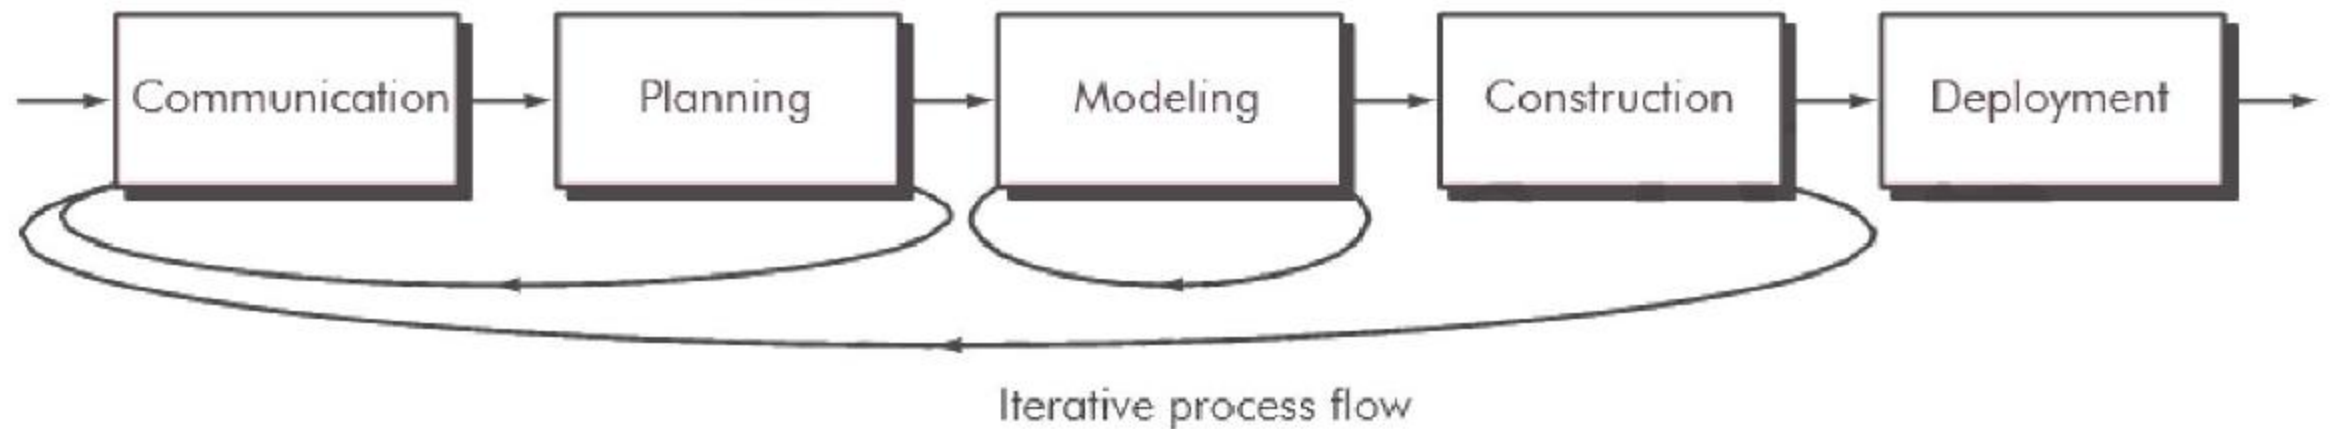 Communication
Planning
Modeling
Construction
Deployment
Iterative process flow